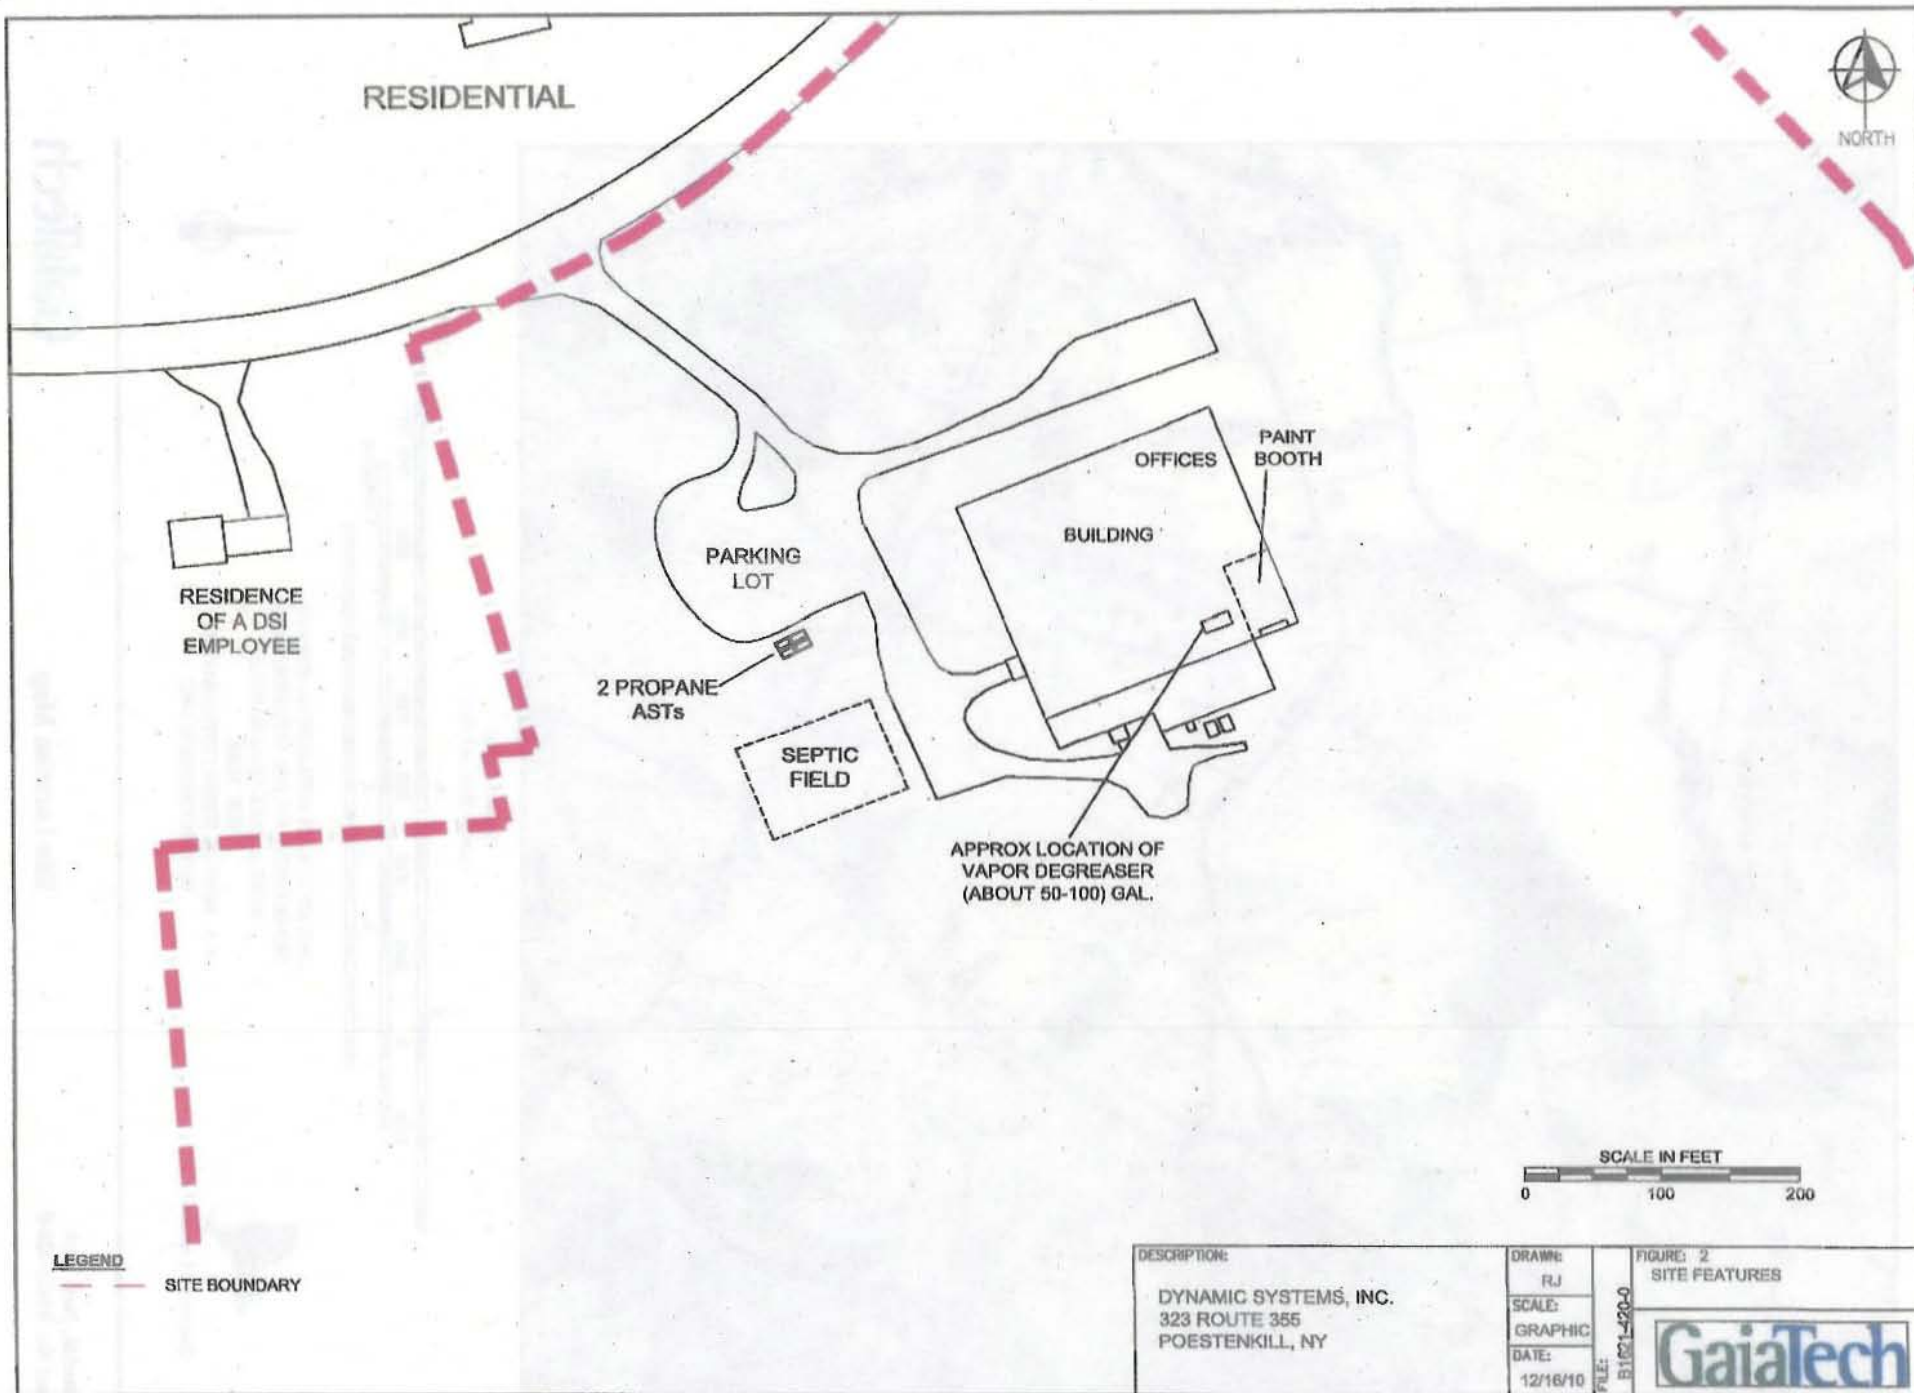 RESIDENTIAL
NORTH
OFFICES
PAINT
BOOTH
BUILDING
PARKING
LOT
RESIDENCE
OF A DSI
EMPLOYEE
2 PROPANE
ASTs
SEPTIC
FIELD
APPROX LOCATION OF
VAPOR DEGREASER
(ABOUT 50-100) GAL.
SCALE IN FEET
0 100 200
LEGEND
SITE BOUNDARY
DESCRIPTION:
DYNAMIC SYSTEMS, INC.
323 ROUTE 355
POESTENKILL, NY
DRAWN:
RJ
SCALE:
GRAPHIC
DATE:
12/16/10
FILE:
B1621-420-0
FIGURE: 2
SITE FEATURES
GaiaTech